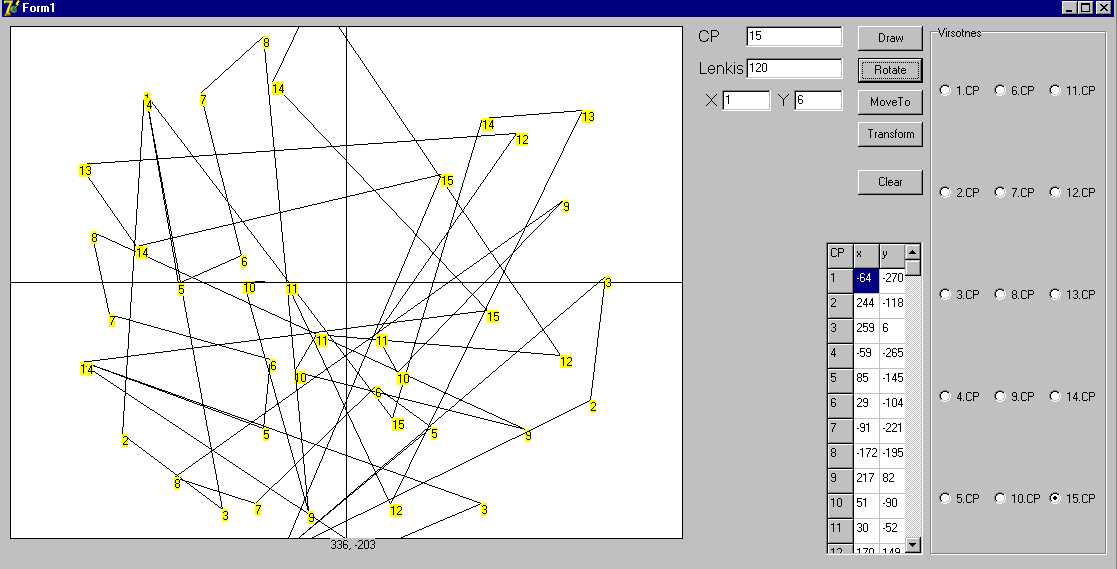 Form1
CP 15 Draw
Lenkis 120 Rotate
X 1 Y 6 MoveTo
Transform
Clear
Virsotnes
1.CP 6.CP 11.CP
2.CP 7.CP 12.CP
3.CP 8.CP 13.CP
4.CP 9.CP 14.CP
5.CP 10.CP 15.CP
CP x y
1 -64 -270
2 244 -118
3 259 6
4 -59 -265
5 85 -145
6 29 -104
7 -91 -221
8 -172 -195
9 217 82
10 51 -90
11 30 -52
12 170 149
8
14
7
4
14 13
12
13
15
9
8
14
6
5 10 11 3
7 15
11 11
12
14 6 10 10
6 2
15
2 5 5 9
8
3 7 9 12 3
336, -203